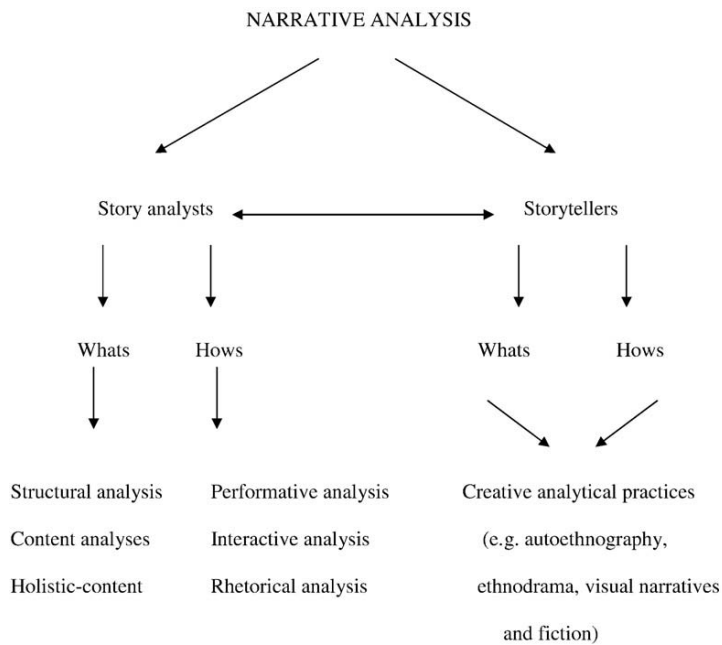 NARRATIVE ANALYSIS
Story analysts
Storytellers
Whats
Hows
Whats
Hows
Structural analysis
Content analyses
Holistic-content
Performative analysis
Interactive analysis
Rhetorical analysis
Creative analytical practices
(e.g. autoethnography,
ethnodrama, visual narratives
and fiction)